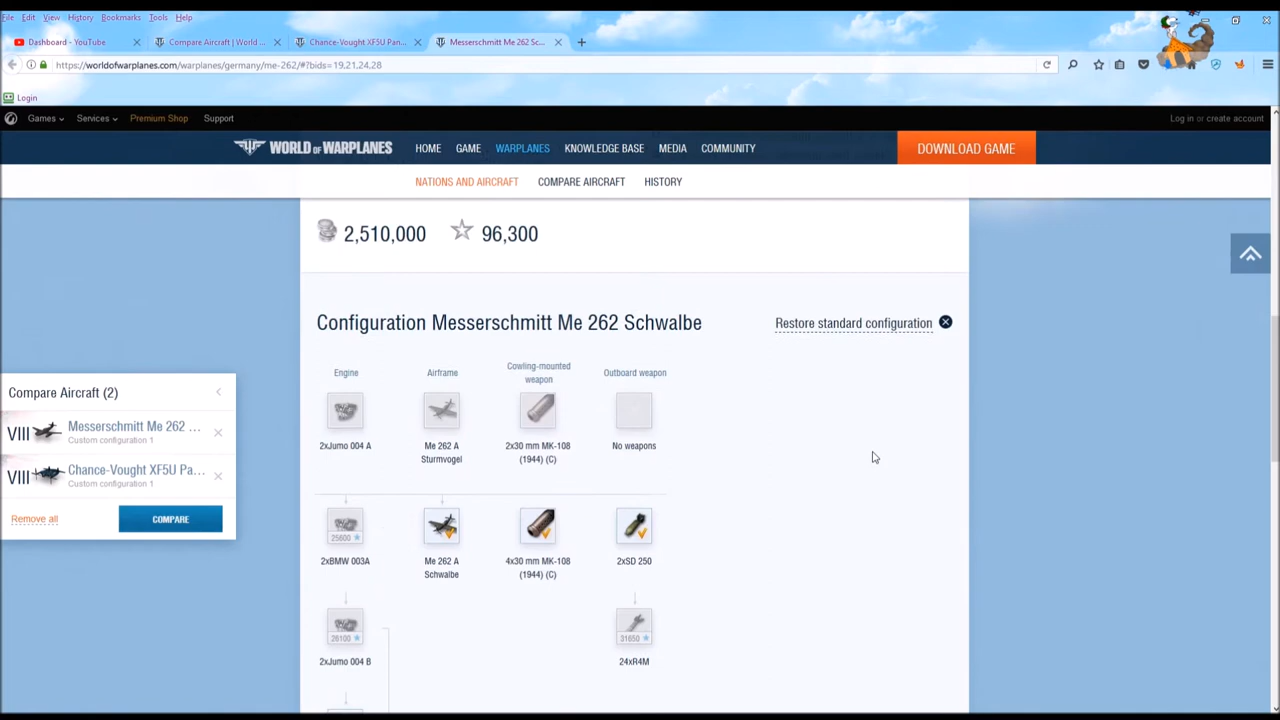 File Edit View History Bookmarks Tools Help
Dashboard - YouTube
Compare Aircraft | World ...
Chance-Vought XF5U Pan...
Messerschmitt Me 262 Sc...
https://worldofwarplanes.com/warplanes/germany/me-262/#?bids=19,21,24,28
Login
Games Services Premium Shop Support
Log in or create account
WORLD OF WARPLANES
HOME GAME WARPLANES KNOWLEDGE BASE MEDIA COMMUNITY
DOWNLOAD GAME
NATIONS AND AIRCRAFT COMPARE AIRCRAFT HISTORY
2,510,000 96,300
Configuration Messerschmitt Me 262 Schwalbe
Restore standard configuration
Engine
Airframe
Cowling-mounted
weapon
Outboard weapon
2xJumo 004 A
Me 262 A
Sturmvogel
2x30 mm MK-108
(1944) (C)
No weapons
25600
2xBMW 003A
Me 262 A
Schwalbe
4x30 mm MK-108
(1944) (C)
2xSD 250
26100
2xJumo 004 B
31650
24xR4M
Compare Aircraft (2)
VIII Messerschmitt Me 262 ...
Custom configuration 1
VIII Chance-Vought XF5U Pa...
Custom configuration 1
Remove all
COMPARE